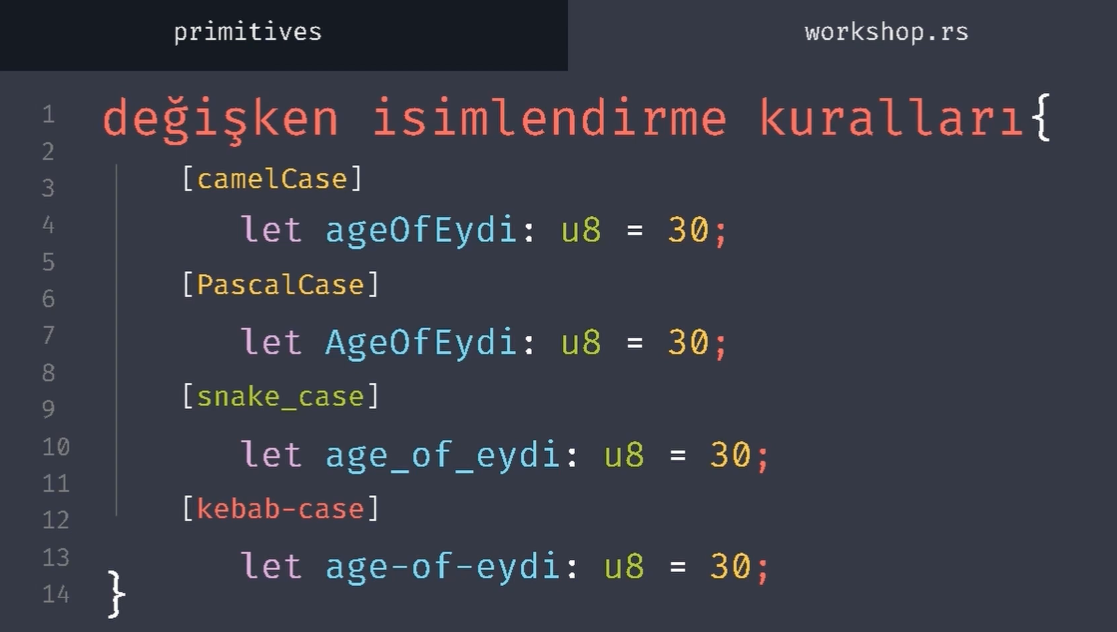 primitives
workshop.rs
1
değişken isimlendirme kuralları{
2
3
[camelCase]
4
let ageOfEydi: u8 = 30;
5
[PascalCase]
6
7
let AgeOfEydi: u8 = 30;
8
[snake_case]
9
10
let age_of_eydi: u8 = 30;
11
[kebab-case]
12
13
let age-of-eydi: u8 = 30;
14
}